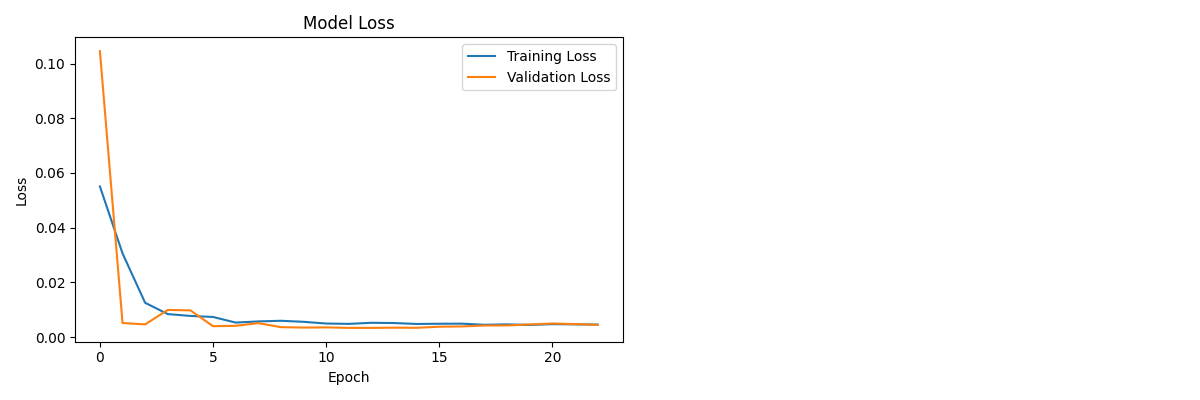 Model Loss
Training Loss
Validation Loss
0.10
0.08
0.06
0.04
0.02
0.00
Loss
0 5 10 15 20
Epoch